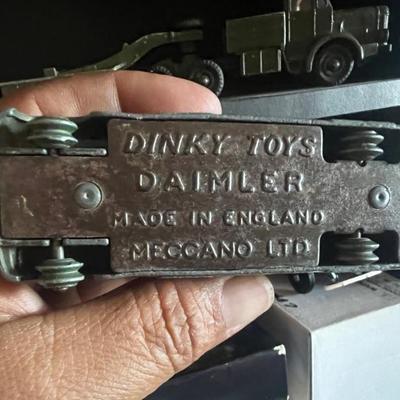 DINKY TOYS
DAIMLER
MADE IN ENGLAND
MECCANO LTD